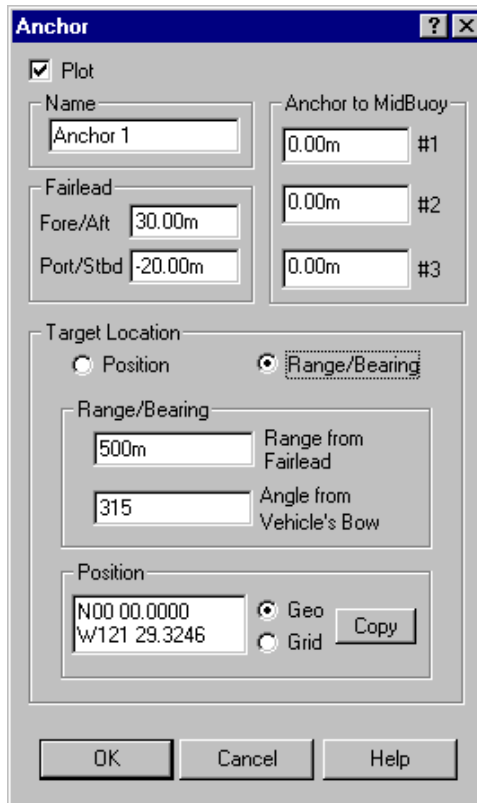 Anchor
Plot
Name
Anchor 1
Anchor to MidBuoy
0.00m #1
0.00m #2
0.00m #3
Fairlead
Fore/Aft 30.00m
Port/Stbd -20.00m
Target Location
Position Range/Bearing
Range/Bearing
500m Range from
Fairlead
315 Angle from
Vehicle's Bow
Position
N00 00.0000
W121 29.3246
Geo
Grid
Copy
OK Cancel Help